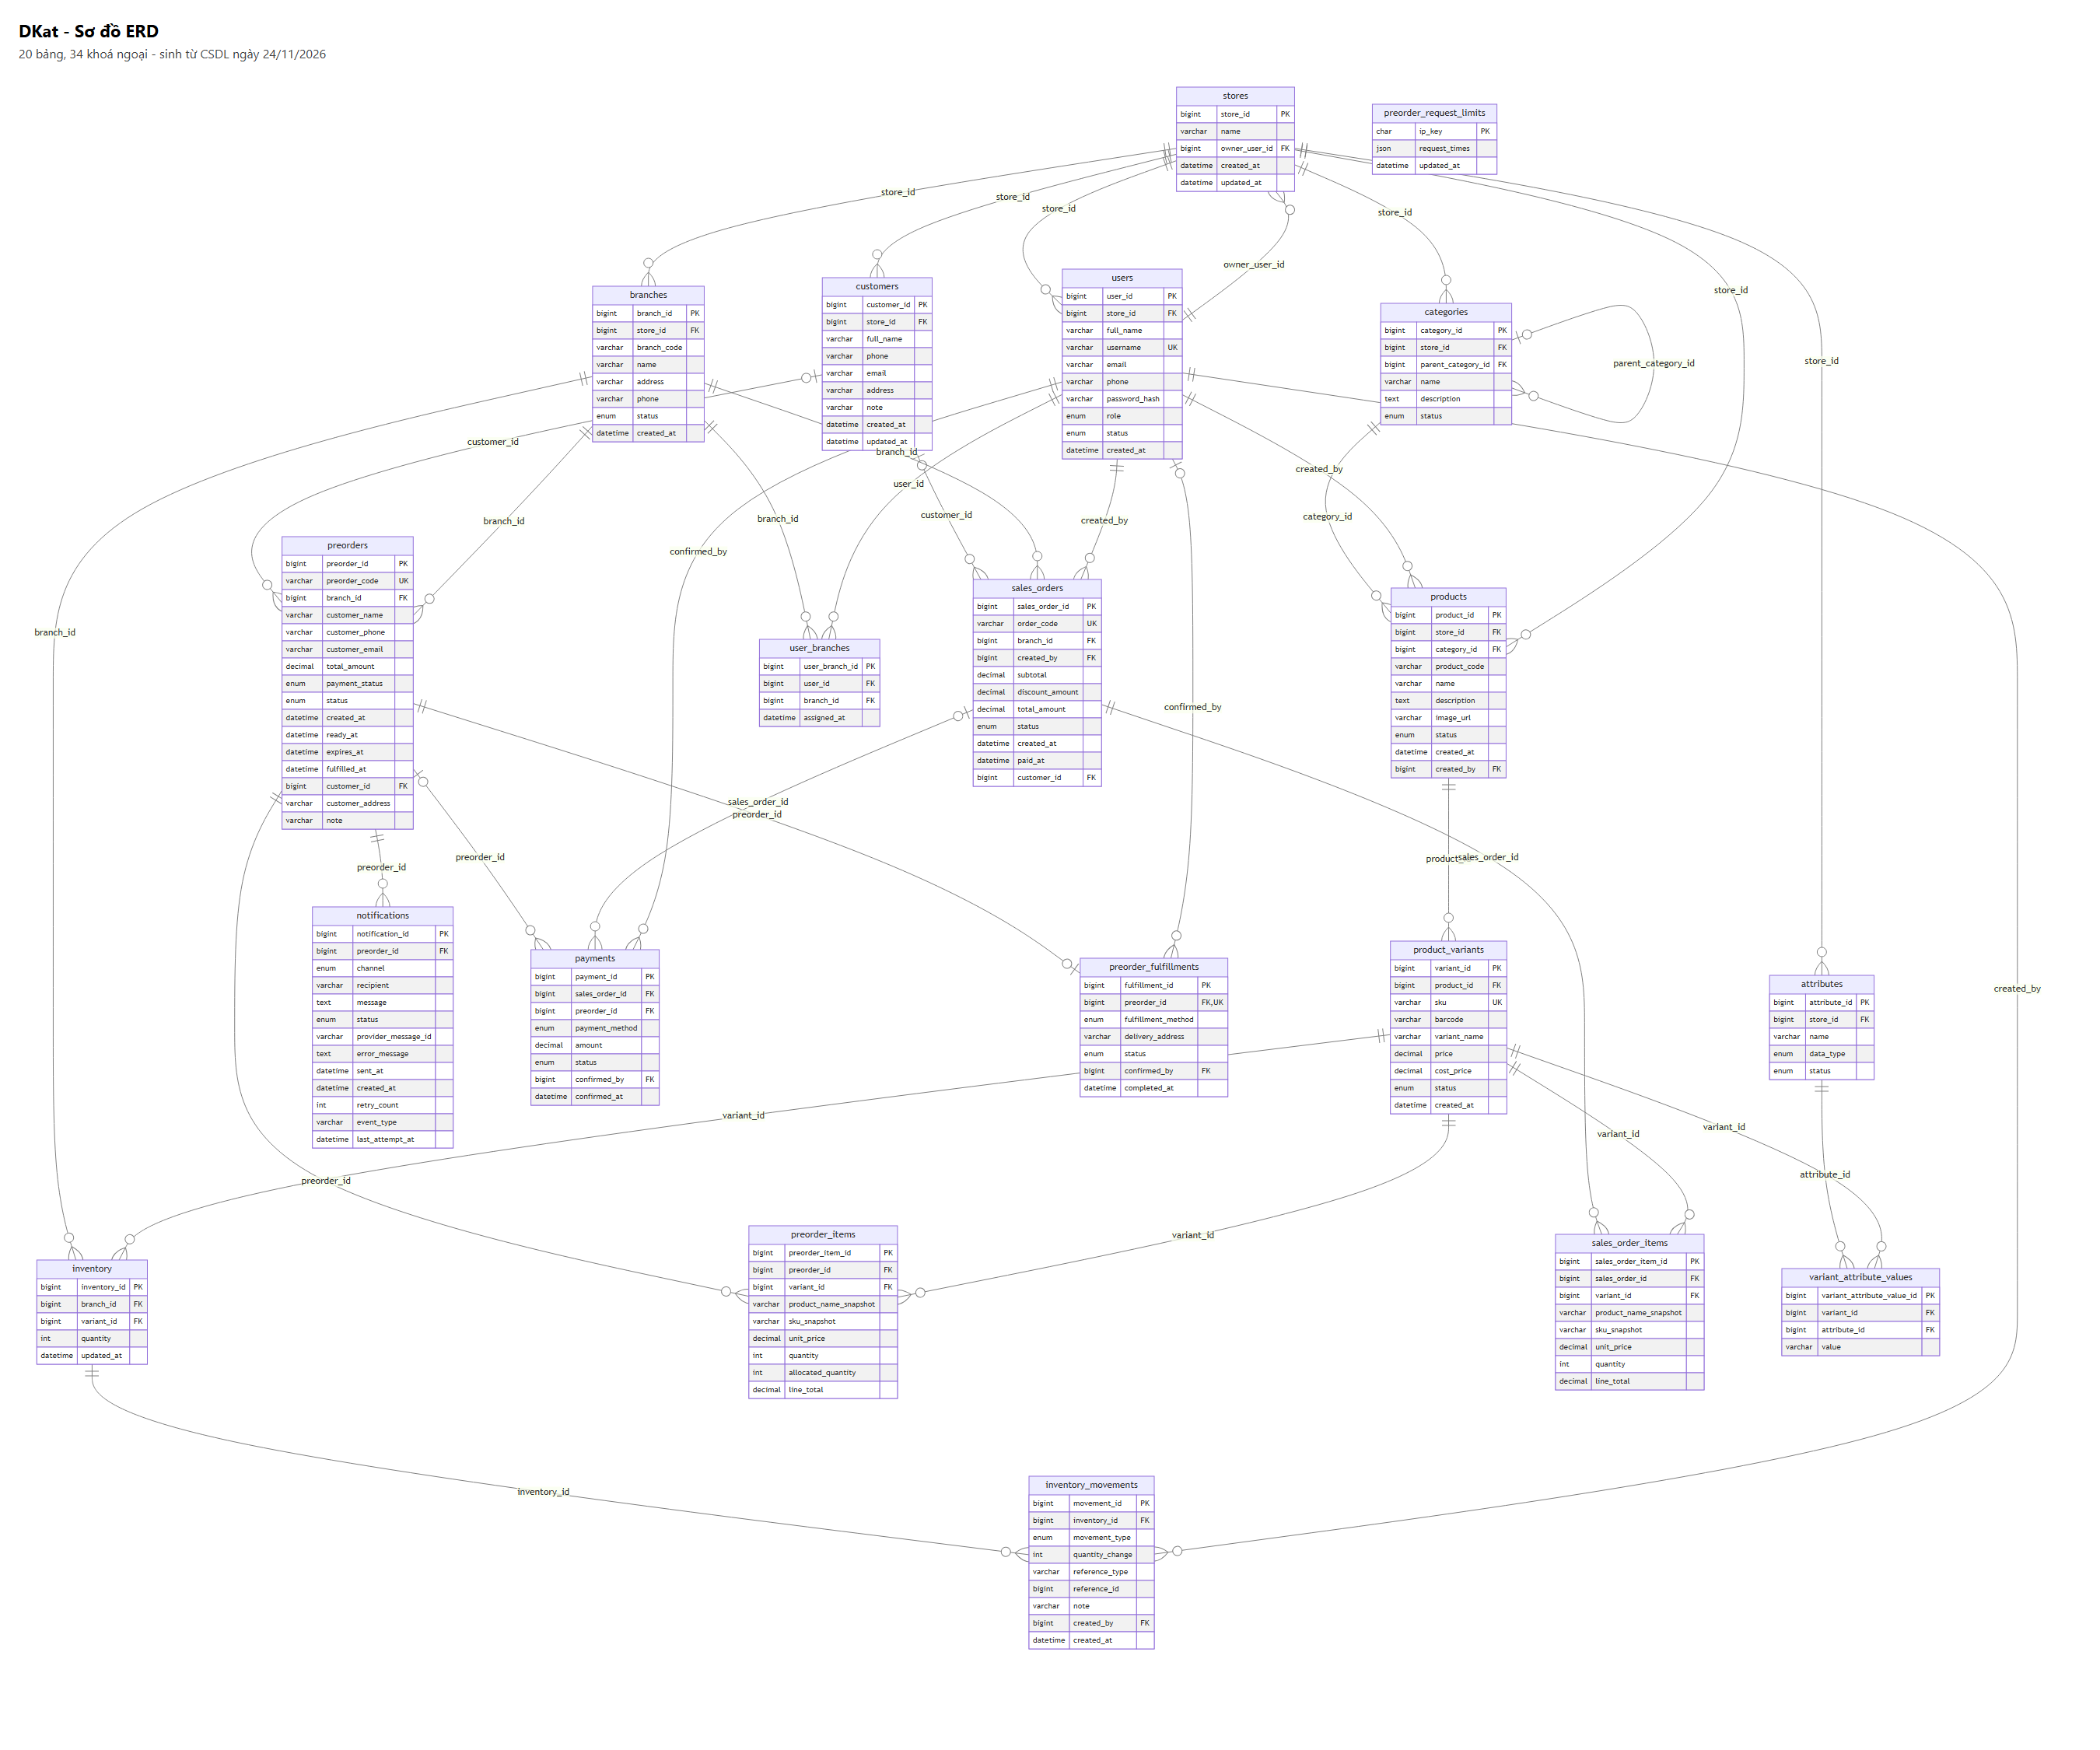 DKat - Sơ đồ ERD
20 bảng, 34 khoá ngoại - sinh từ CSDL ngày 24/11/2026
stores
bigint store_id PK
varchar name
bigint owner_user_id FK
datetime created_at
datetime updated_at
preorder_request_limits
char ip_key PK
json request_times
datetime updated_at
store_id
store_id
store_id
store_id
owner_user_id
store_id
store_id
branches
bigint branch_id PK
bigint store_id FK
varchar branch_code
varchar name
varchar address
varchar phone
enum status
datetime created_at
customers
bigint customer_id PK
bigint store_id FK
varchar full_name
varchar phone
varchar email
varchar address
varchar note
datetime created_at
datetime updated_at
users
bigint user_id PK
bigint store_id FK
varchar full_name
varchar username UK
varchar email
varchar phone
varchar password_hash
enum role
enum status
datetime created_at
categories
bigint category_id PK
bigint store_id FK
bigint parent_category_id FK
varchar name
text description
enum status
parent_category_id
customer_id
branch_id
user_id
created_by
branch_id
branch_id
customer_id
created_by
category_id
confirmed_by
branch_id
confirmed_by
preorders
bigint preorder_id PK
varchar preorder_code UK
bigint branch_id FK
varchar customer_name
varchar customer_phone
varchar customer_email
decimal total_amount
enum payment_status
enum status
datetime created_at
datetime ready_at
datetime expires_at
datetime fulfilled_at
bigint customer_id FK
varchar customer_address
varchar note
user_branches
bigint user_branch_id PK
bigint user_id FK
bigint branch_id FK
datetime assigned_at
sales_orders
bigint sales_order_id PK
varchar order_code UK
bigint branch_id FK
bigint created_by FK
decimal subtotal
decimal discount_amount
decimal total_amount
enum status
datetime created_at
datetime paid_at
bigint customer_id FK
products
bigint product_id PK
bigint store_id FK
bigint category_id FK
varchar product_code
varchar name
text description
varchar image_url
enum status
datetime created_at
bigint created_by FK
sales_order_id
preorder_id
preorder_id
preorder_id
sales_order_id
created_by
notifications
bigint notification_id PK
bigint preorder_id FK
enum channel
varchar recipient
text message
enum status
varchar provider_message_id
text error_message
datetime sent_at
datetime created_at
int retry_count
varchar event_type
datetime last_attempt_at
payments
bigint payment_id PK
bigint sales_order_id FK
bigint preorder_id FK
enum payment_method
decimal amount
enum status
bigint confirmed_by FK
datetime confirmed_at
preorder_fulfillments
bigint fulfillment_id PK
bigint preorder_id FK,UK
enum fulfillment_method
varchar delivery_address
enum status
bigint confirmed_by FK
datetime completed_at
product_variants
bigint variant_id PK
bigint product_id FK
varchar sku UK
varchar barcode
varchar variant_name
decimal price
decimal cost_price
enum status
datetime created_at
attributes
bigint attribute_id PK
bigint store_id FK
varchar name
enum data_type
enum status
variant_id
variant_id
variant_id
attribute_id
preorder_id
variant_id
inventory
bigint inventory_id PK
bigint branch_id FK
bigint variant_id FK
int quantity
datetime updated_at
preorder_items
bigint preorder_item_id PK
bigint preorder_id FK
bigint variant_id FK
varchar product_name_snapshot
varchar sku_snapshot
decimal unit_price
int quantity
int allocated_quantity
decimal line_total
sales_order_items
bigint sales_order_item_id PK
bigint sales_order_id FK
bigint variant_id FK
varchar product_name_snapshot
varchar sku_snapshot
decimal unit_price
int quantity
decimal line_total
variant_attribute_values
bigint variant_attribute_value_id PK
bigint variant_id FK
bigint attribute_id FK
varchar value
inventory_id
inventory_movements
bigint movement_id PK
bigint inventory_id FK
enum movement_type
int quantity_change
varchar reference_type
bigint reference_id
varchar note
bigint created_by FK
datetime created_at